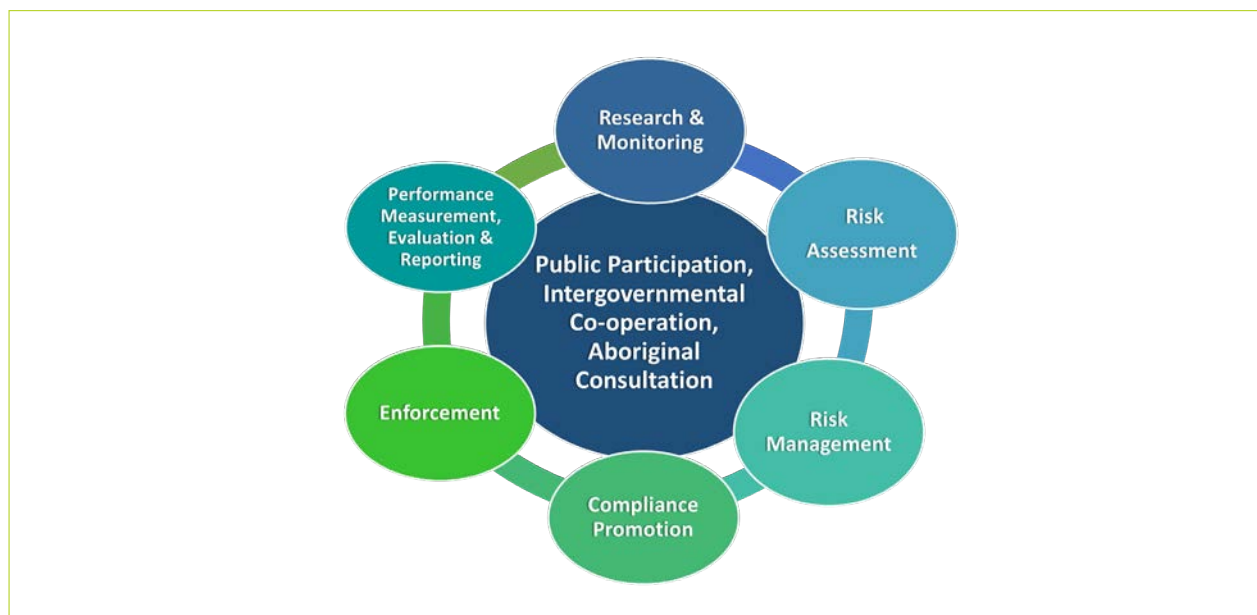 Research &
Monitoring
Risk
Assessment
Risk
Management
Compliance
Promotion
Enforcement
Performance
Measurement,
Evaluation &
Reporting
Public Participation,
Intergovernmental
Co-operation,
Aboriginal
Consultation